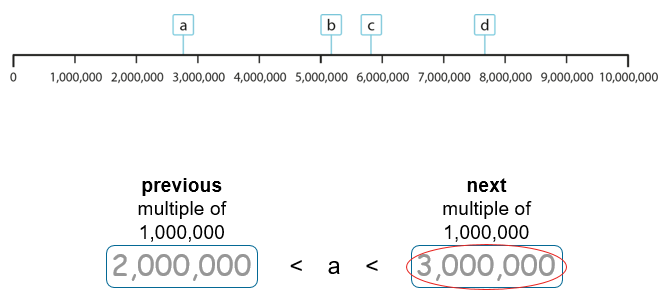 a b c d
0 1,000,000 2,000,000 3,000,000 4,000,000 5,000,000 6,000,000 7,000,000 8,000,000 9,000,000 10,000,000
previous next
multiple of multiple of
1,000,000 1,000,000
2,000,000 < a < 3,000,000